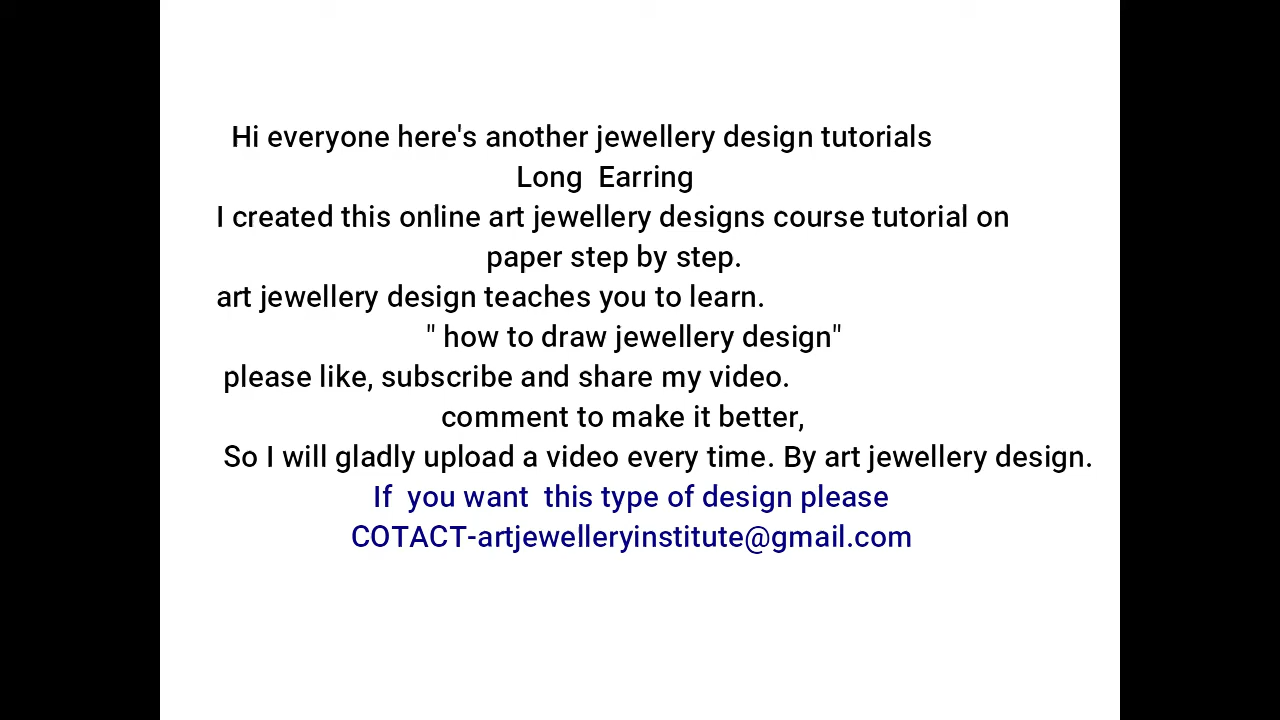 Hi everyone here's another jewellery design tutorials
Long  Earring
I created this online art jewellery designs course tutorial on
paper step by step.
art jewellery design teaches you to learn.
" how to draw jewellery design"
please like, subscribe and share my video.
comment to make it better,
So I will gladly upload a video every time. By art jewellery design.
If  you want  this type of design please
COTACT-artjewelleryinstitute@gmail.com